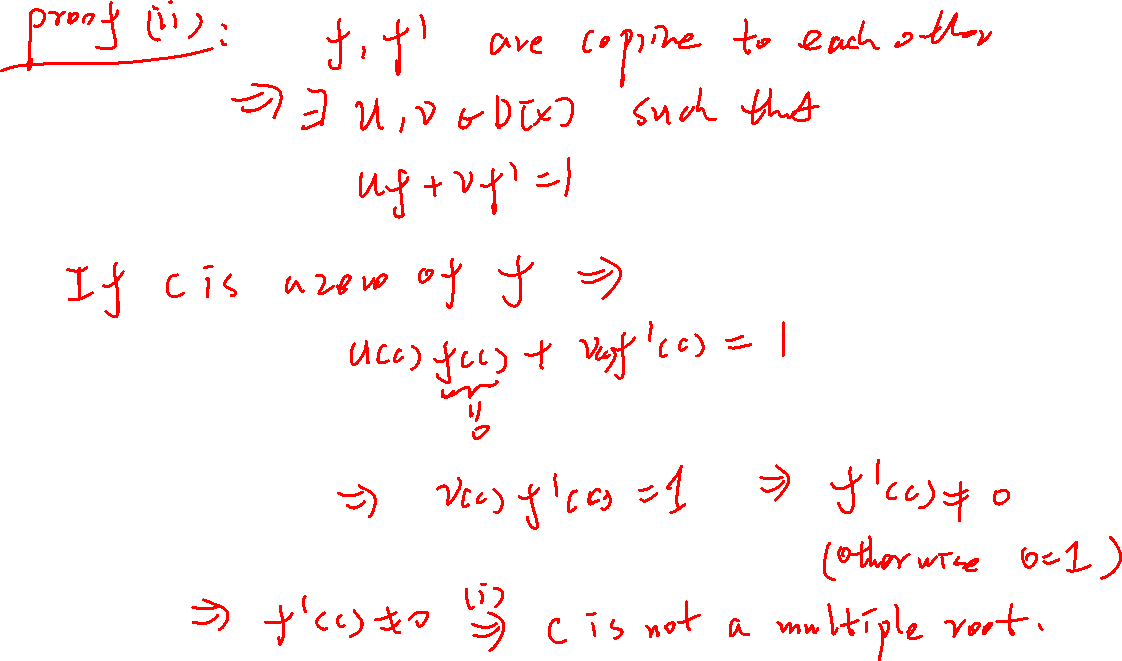 proof (ii): f, f' are coprime to each other
⇒ ∃ u, v ∈ D[x] such that
uf + vf' = 1
If c is a zero of f ⇒
u(c) f(c) + v(c) f'(c) = 1
"
0
⇒ v(c) f'(c) = 1 ⇒ f'(c) ≠ 0
(otherwise 0=1)
⇒ f'(c) ≠ 0 (i) ⇒ c is not a multiple root.